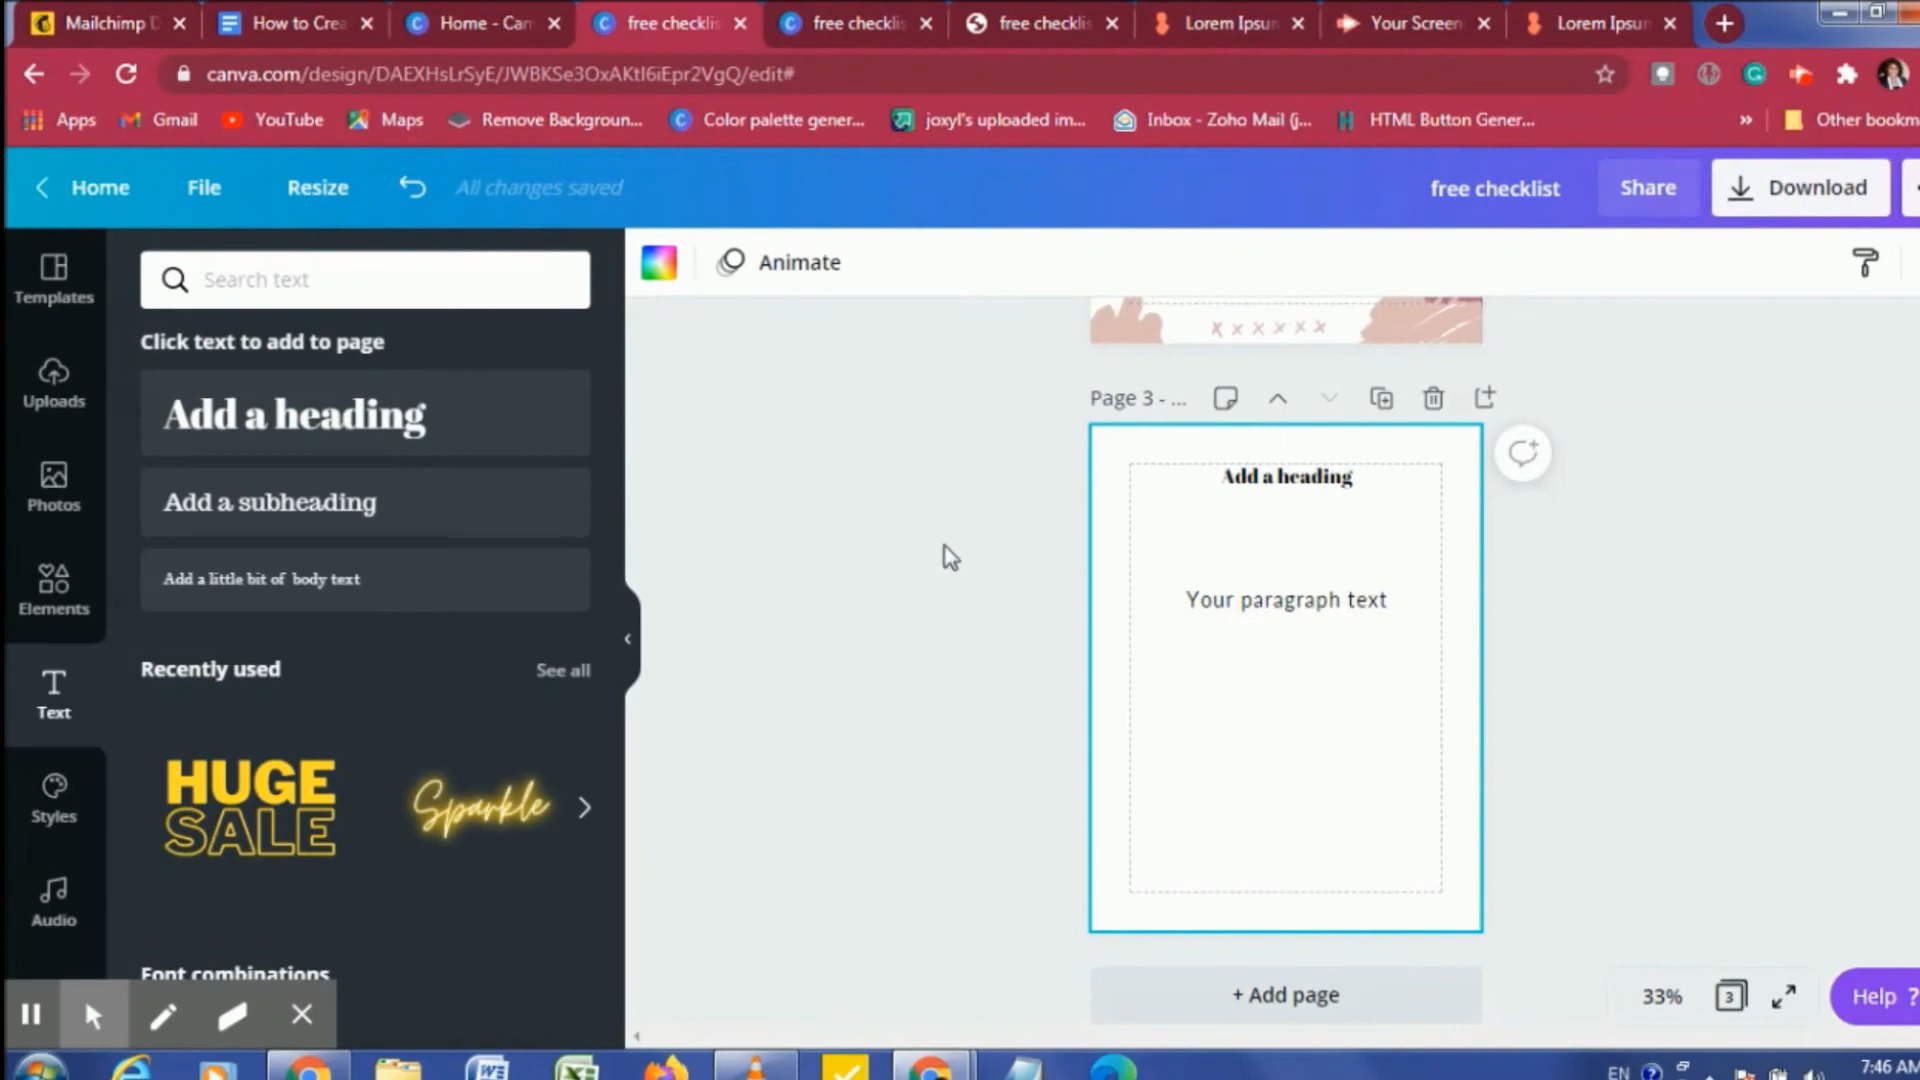 Mailchimp D
How to Crea
Home - Can
free checklis
free checklis
free checklis
Lorem Ipsum
Your Screen
Lorem Ipsum
canva.com/design/DAEXHsLrSyE/JWBKSe3OxAKtl6iEpr2VgQ/edit#
Apps
Gmail
YouTube
Maps
Remove Backgroun...
Color palette gener...
joxyl's uploaded im...
Inbox - Zoho Mail (j...
HTML Button Gener...
»
Other bookm
Home
File
Resize
All changes saved
free checklist
Share
Download
Templates
Uploads
Photos
Elements
Text
Styles
Audio
Search text
Click text to add to page
Add a heading
Add a subheading
Add a little bit of body text
Recently used
See all
HUGE
SALE
Sparkle
Font combinations
Animate
x x x x x x
Page 3 - ...
Add a heading
Your paragraph text
+ Add page
33%
3
Help ?
EN
7:46 AM